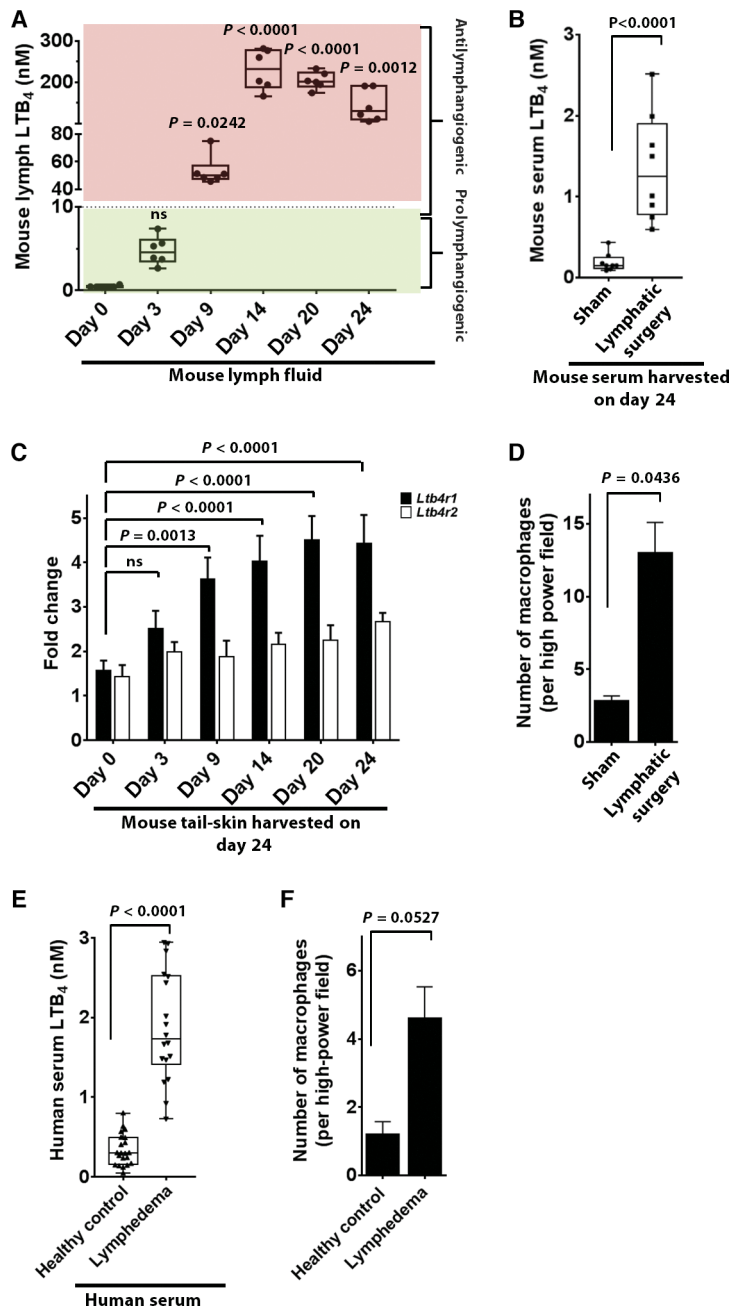 A
Mouse lymph LTB4 (nM)
300
200
100
80
60
40
10
0
P < 0.0001
P < 0.0001
P = 0.0012
P = 0.0242
ns
Antilymphangiogenic
Prolymphangiogenic
Day 0
Day 3
Day 9
Day 14
Day 20
Day 24
Mouse lymph fluid
B
P<0.0001
Mouse serum LTB4 (nM)
3
2
1
0
Sham
Lymphatic
surgery
Mouse serum harvested
on day 24
C
P < 0.0001
P < 0.0001
P < 0.0001
P = 0.0013
ns
Ltb4r1
Ltb4r2
Fold change
5
4
3
2
1
0
Day 0
Day 3
Day 9
Day 14
Day 20
Day 24
Mouse tail-skin harvested on
day 24
D
P = 0.0436
Number of macrophages
(per high power field)
15
10
5
0
Sham
Lymphatic
surgery
E
P < 0.0001
Human serum LTB4 (nM)
3
2
1
0
Healthy control
Lymphedema
Human serum
F
P = 0.0527
Number of macrophages
(per high-power field)
6
4
2
0
Healthy control
Lymphedema